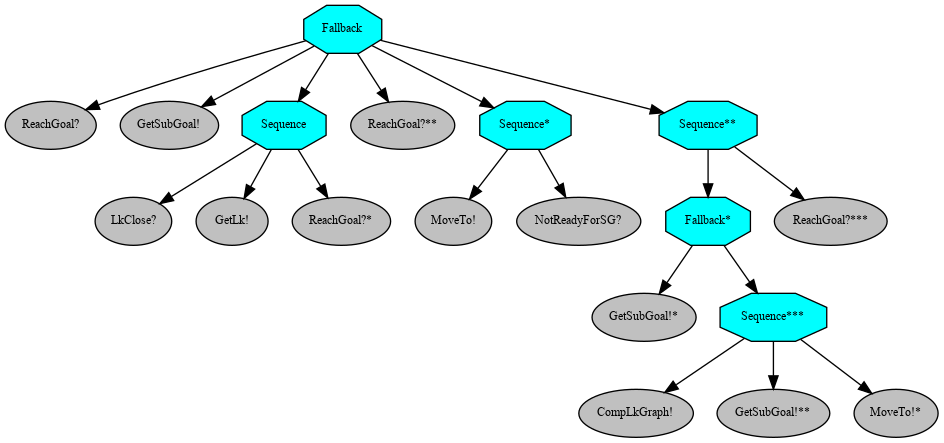 Fallback
ReachGoal?
GetSubGoal!
Sequence
ReachGoal?**
Sequence*
Sequence**
LkClose?
GetLk!
ReachGoal?*
MoveTo!
NotReadyForSG?
Fallback*
ReachGoal?***
GetSubGoal!*
Sequence***
CompLkGraph!
GetSubGoal!**
MoveTo!*